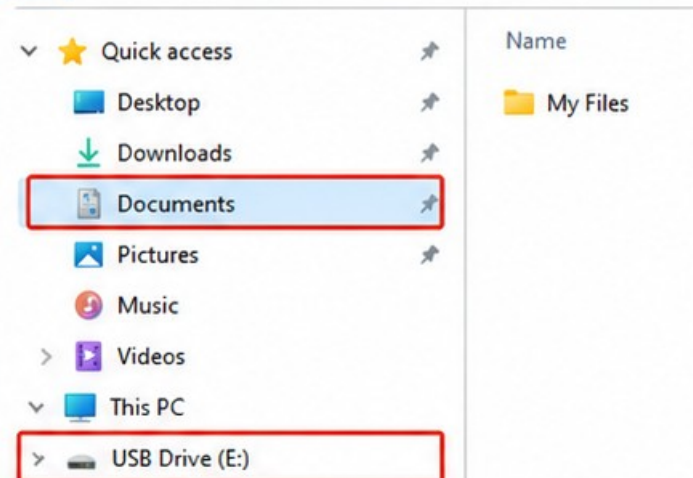 Quick access
Desktop
Downloads
Documents
Pictures
Music
Videos
This PC
USB Drive (E:)
Name
My Files